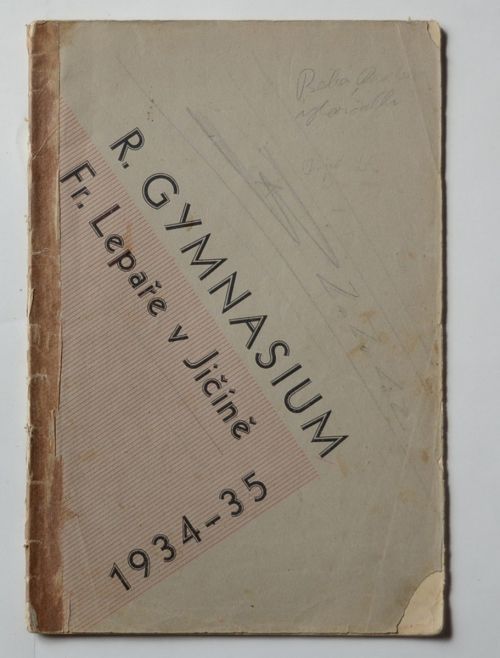 R. GYMNASIUM
Fr. Lepaře v Jičíně
1934-35